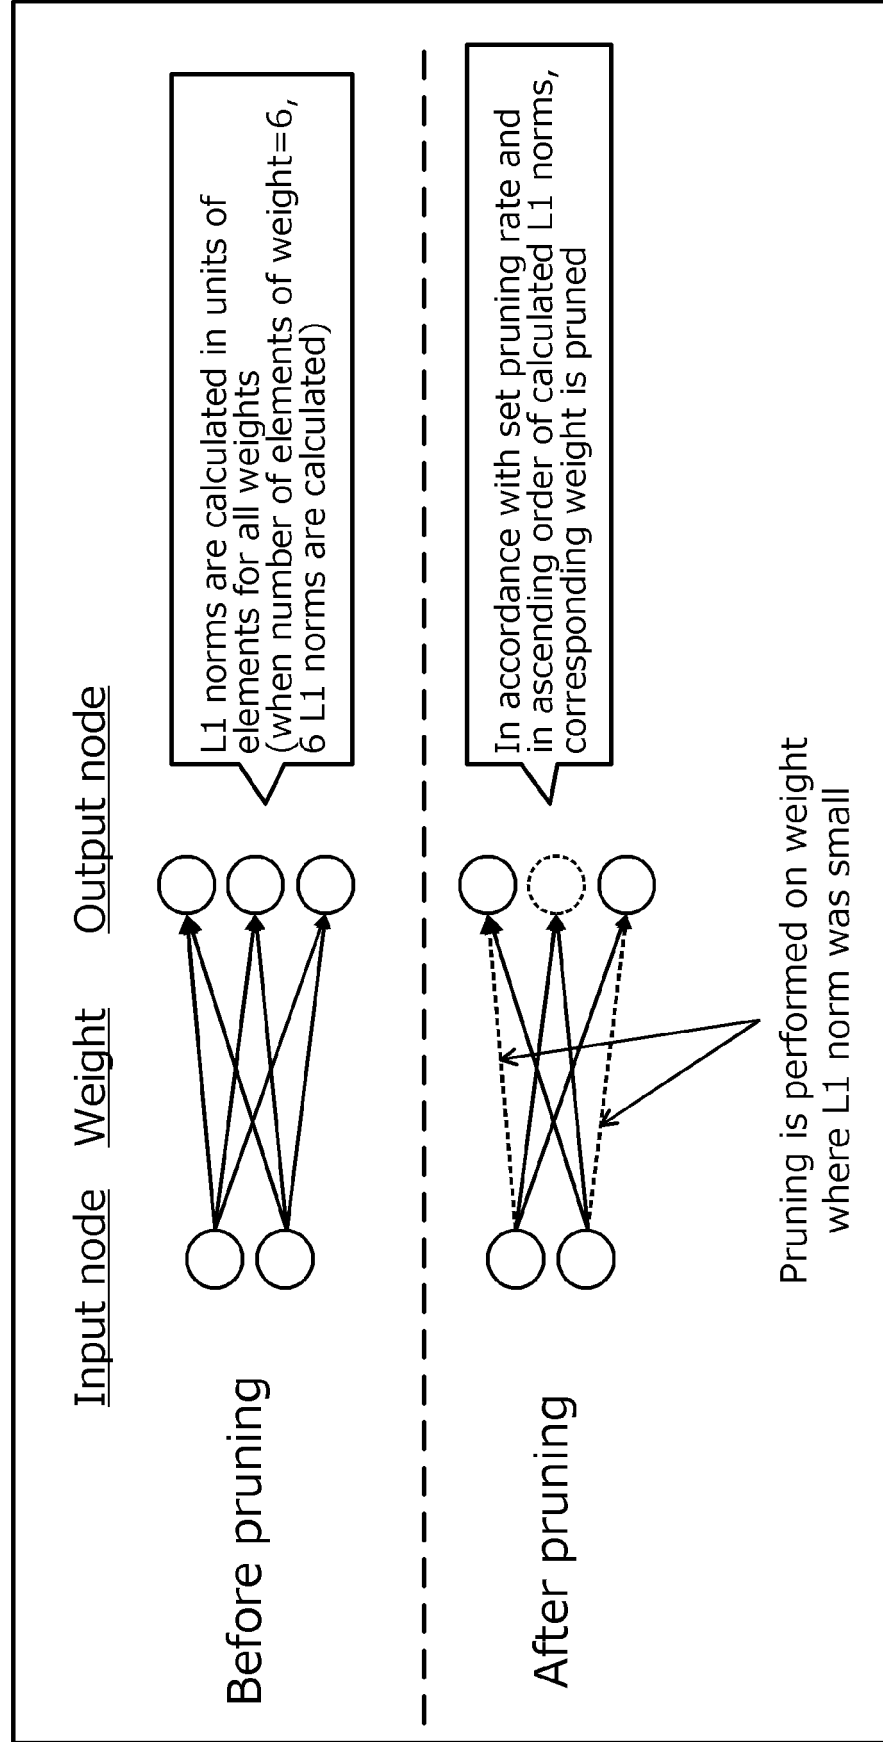 Input node
Weight
Output node
Before pruning
L1 norms are calculated in units of
elements for all weights
(when number of elements of weight=6,
6 L1 norms are calculated)
After pruning
In accordance with set pruning rate and
in ascending order of calculated L1 norms,
corresponding weight is pruned
Pruning is performed on weight
where L1 norm was small